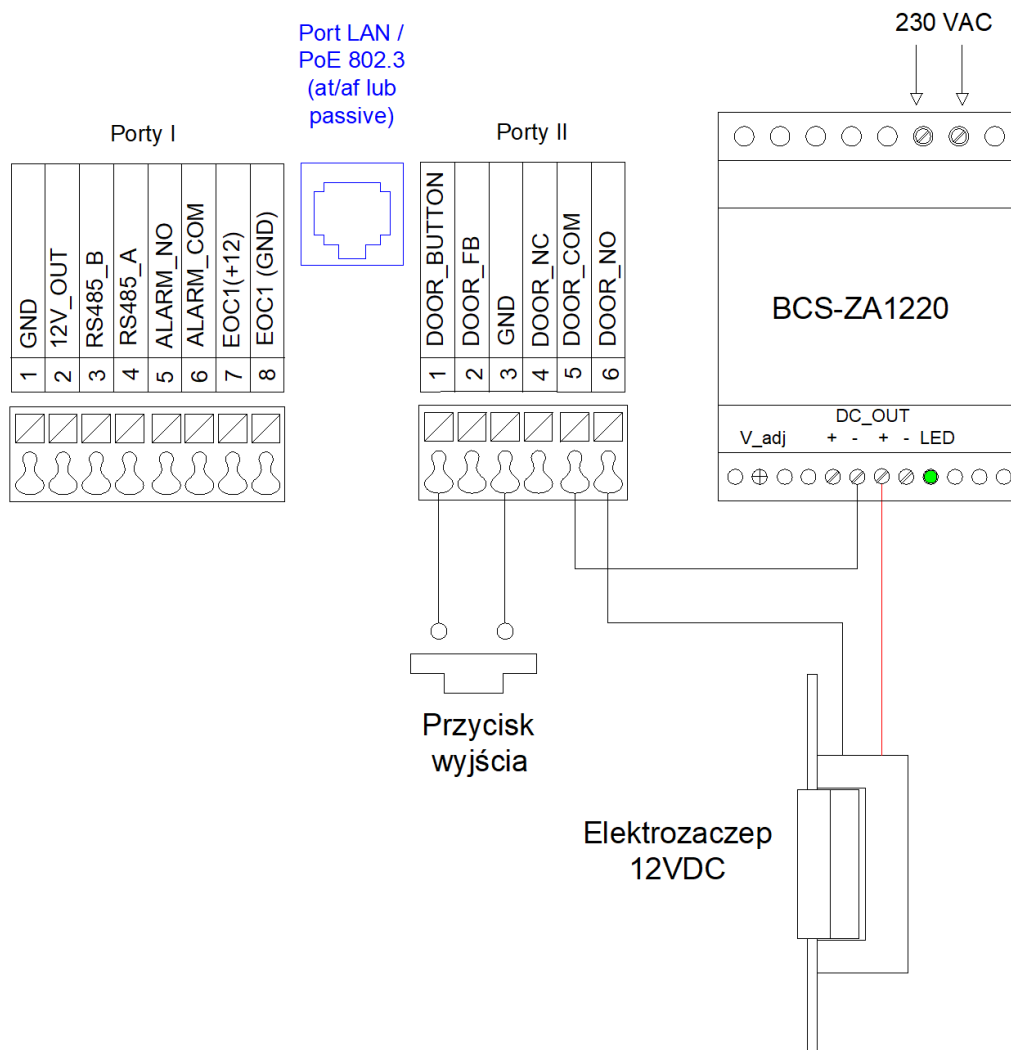 230 VAC
Port LAN /
PoE 802.3
(at/af lub
passive)
Porty I
Porty II
GND
12V_OUT
RS485_B
RS485_A
ALARM_NO
ALARM_COM
EOC1(+12)
EOC1 (GND)
1
2
3
4
5
6
7
8
DOOR_BUTTON
DOOR_FB
GND
DOOR_NC
DOOR_COM
DOOR_NO
1
2
3
4
5
6
BCS-ZA1220
DC_OUT
V_adj + - + - LED
Przycisk
wyjścia
Elektrozaczep
12VDC